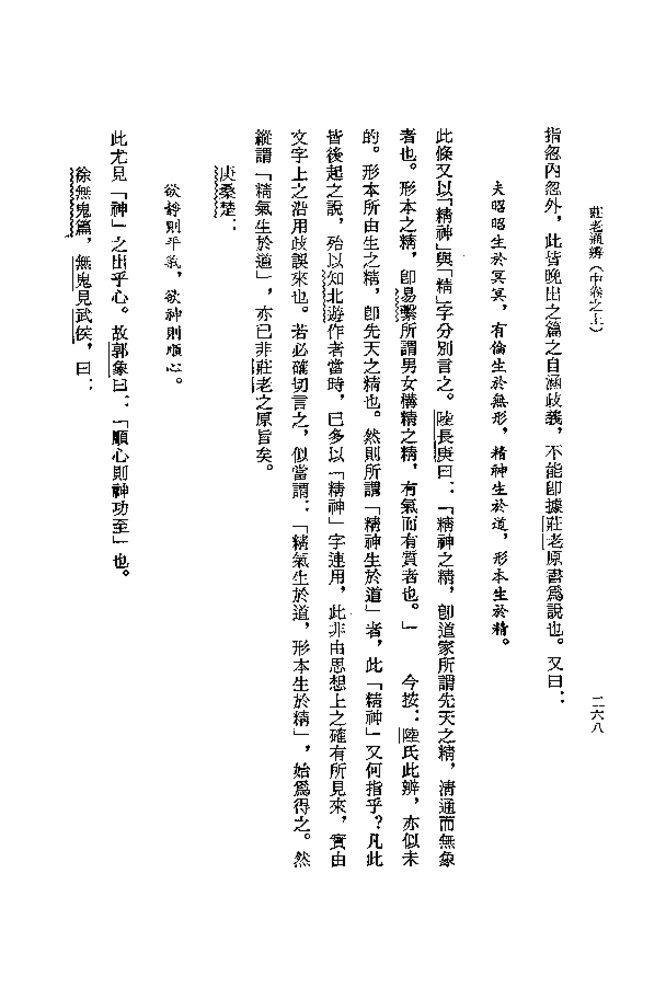 莊老通辨（中卷之上）
二六八
指忽內忽外，此皆晚出之篇之自涵歧義，不能卽據莊老原書爲說也。又曰：
夫昭昭生於冥冥，有倫生於無形，精神生於道，形本生於精。
此條又以「精神」與「精」字分別言之。陸長庚曰：「精神之精，卽道家所謂先天之精，清通而無象
者也。形本之精，卽易繫所謂男女構精之精，有氣而有質者也。」　今按：陸氏此辨，亦似未
的。形本所由生之精，卽先天之精也。然則所謂「精神生於道」者，此「精神」又何指乎？凡此
皆後起之說，殆以知北遊作者當時，已多以「精神」字連用，此非由思想上之確有所見來，實由
文字上之沿用歧誤來也。若必確切言之，似當謂：「精氣生於道，形本生於精」，始爲得之。然
縱謂「精氣生於道」，亦已非莊老之原旨矣。
庚桑楚：
欲靜則平氣，欲神則順心。
此尤見「神」之出乎心。故郭象曰：「順心則神功至」也。
徐無鬼篇，無鬼見武侯，曰：